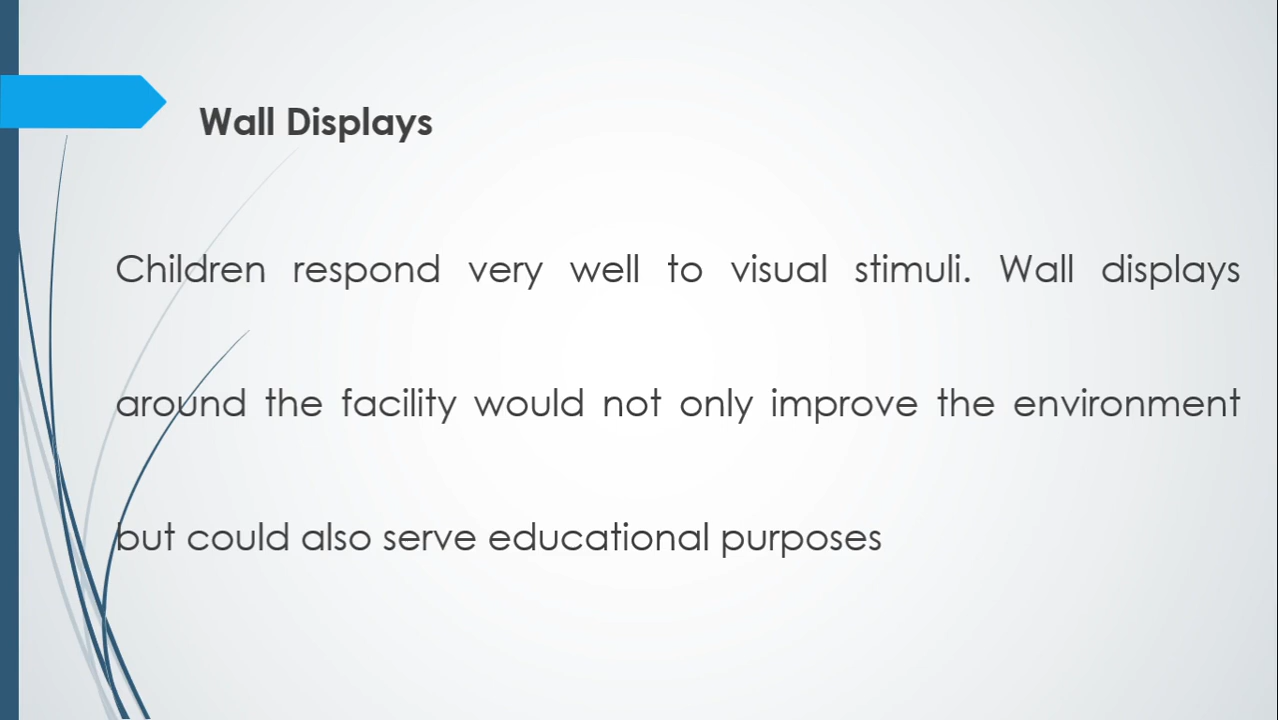 Wall Displays
Children respond very well to visual stimuli. Wall displays
around the facility would not only improve the environment
but could also serve educational purposes